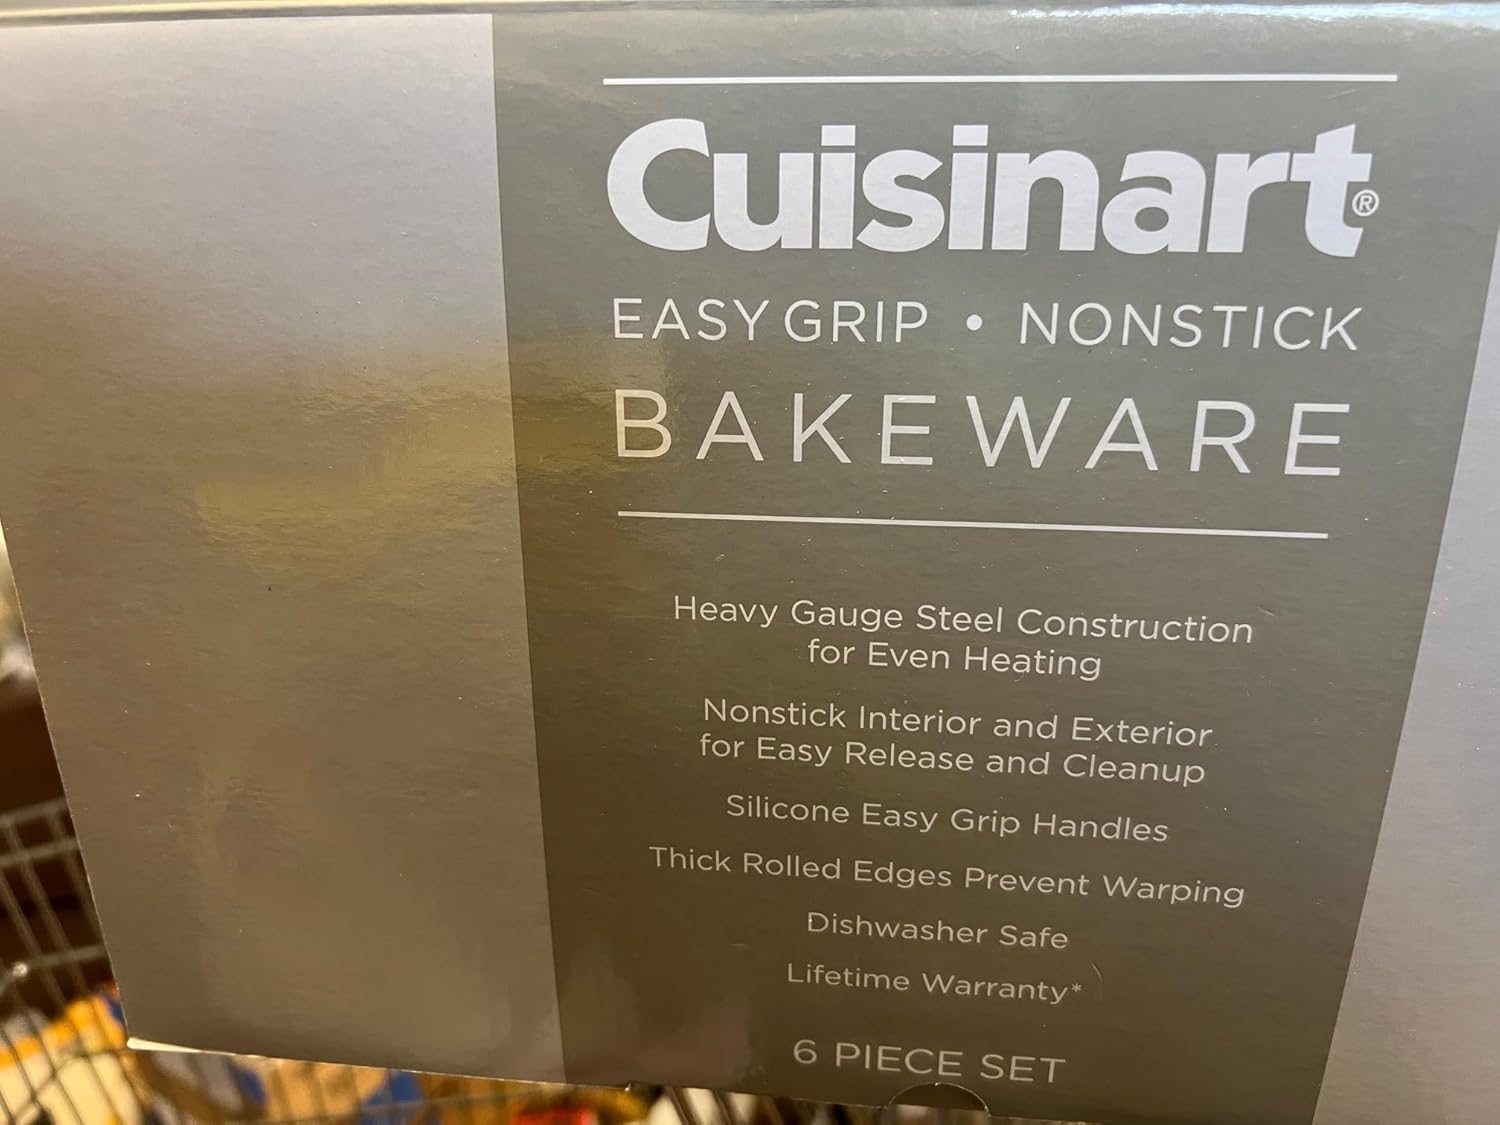 Cuisinart®
EASY GRIP • NONSTICK
BAKEWARE
Heavy Gauge Steel Construction
for Even Heating
Nonstick Interior and Exterior
for Easy Release and Cleanup
Silicone Easy Grip Handles
Thick Rolled Edges Prevent Warping
Dishwasher Safe
Lifetime Warranty*
6 PIECE SET